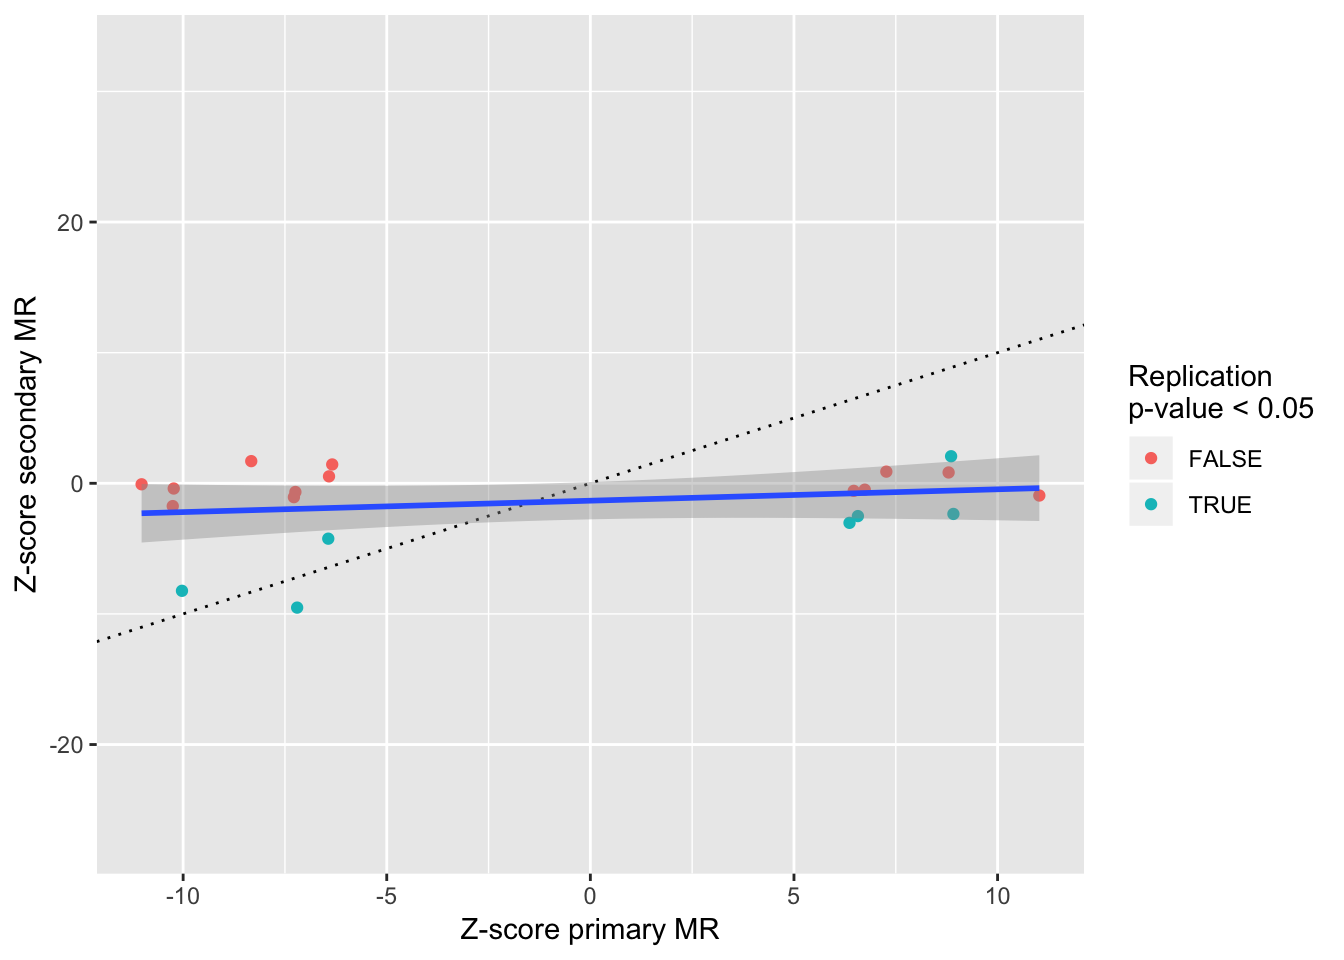 20
0
-20
Z-score secondary MR
-10
-5
0
5
10
Z-score primary MR
Replication
p-value < 0.05
FALSE
TRUE